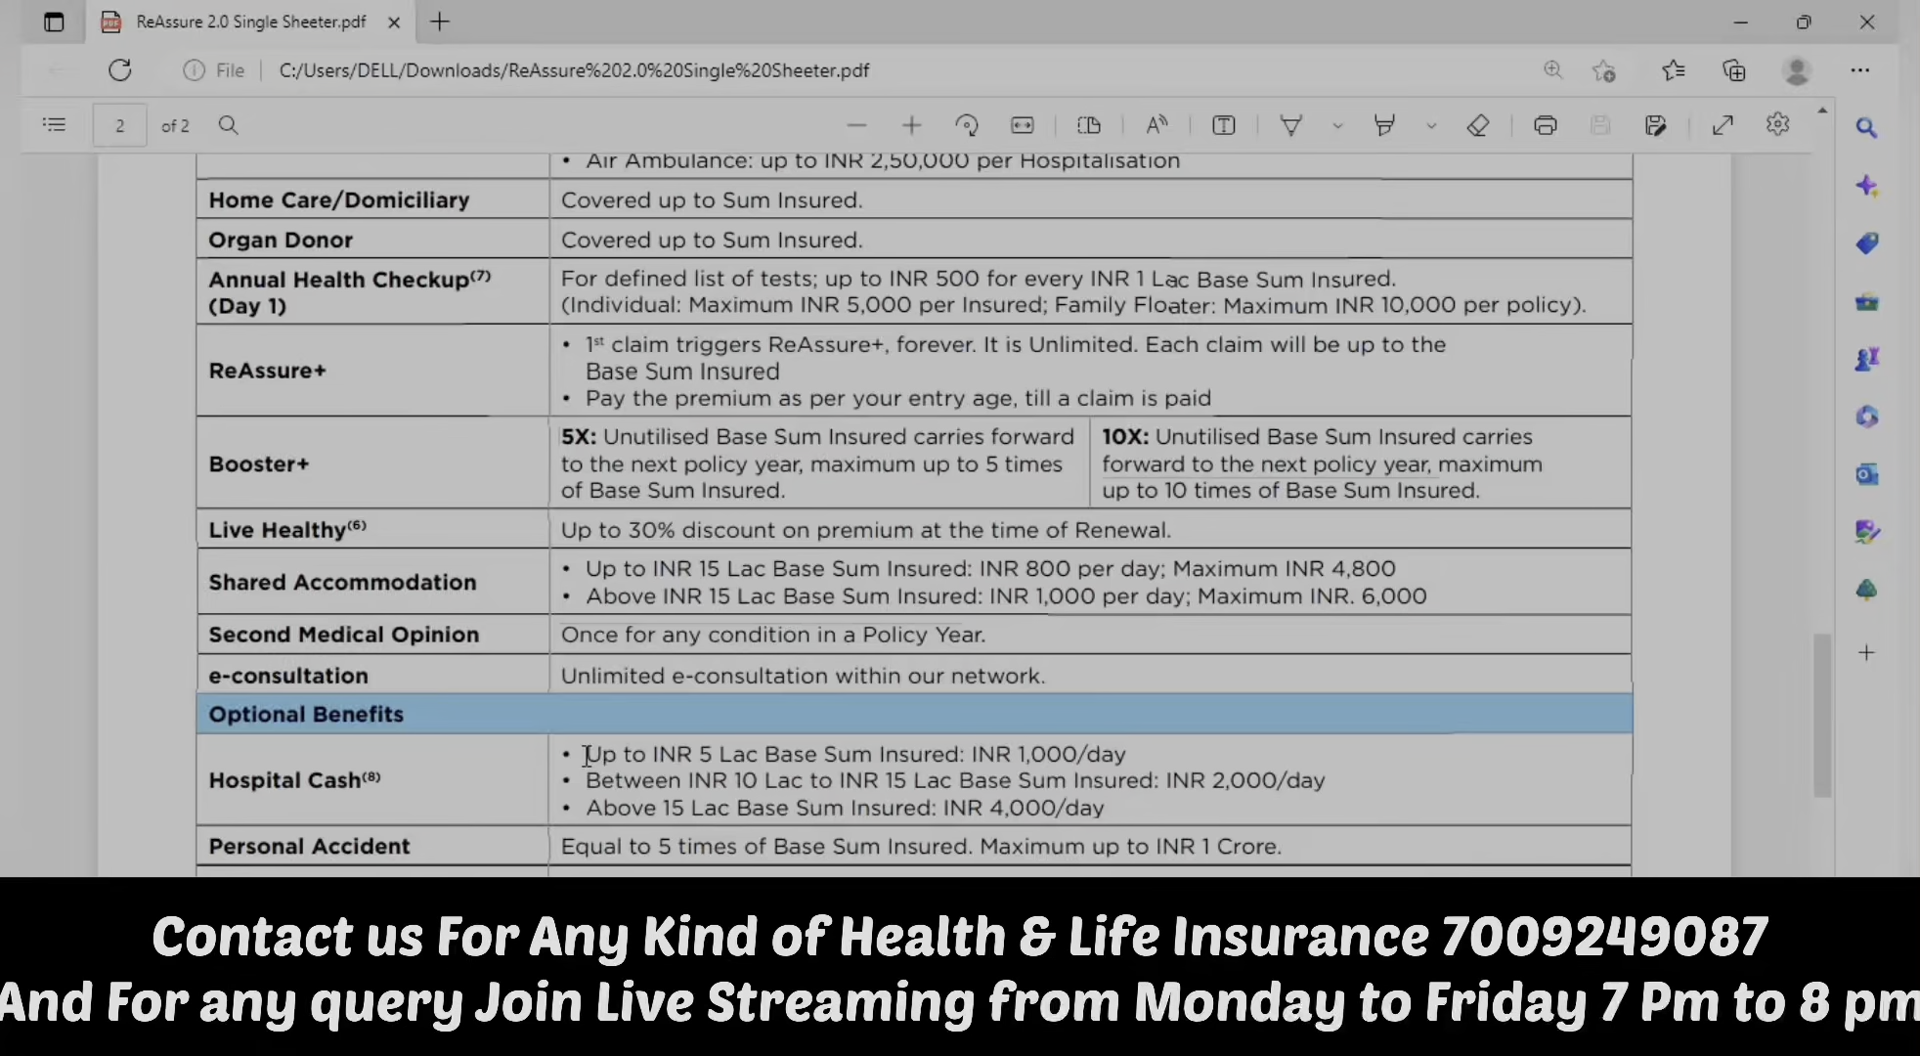 ReAssure 2.0 Single Sheeter.pdf
File
C:/Users/DELL/Downloads/ReAssure%202.0%20Single%20Sheeter.pdf
2 of 2
• Air Ambulance: up to INR 2,50,000 per Hospitalisation
Home Care/Domiciliary
Covered up to Sum Insured.
Organ Donor
Covered up to Sum Insured.
Annual Health Checkup(7)
(Day 1)
For defined list of tests; up to INR 500 for every INR 1 Lac Base Sum Insured.
(Individual: Maximum INR 5,000 per Insured; Family Floater: Maximum INR 10,000 per policy).
ReAssure+
• 1st claim triggers ReAssure+, forever. It is Unlimited. Each claim will be up to the
Base Sum Insured
• Pay the premium as per your entry age, till a claim is paid
Booster+
5X: Unutilised Base Sum Insured carries forward
to the next policy year, maximum up to 5 times
of Base Sum Insured.
10X: Unutilised Base Sum Insured carries
forward to the next policy year, maximum
up to 10 times of Base Sum Insured.
Live Healthy(6)
Up to 30% discount on premium at the time of Renewal.
Shared Accommodation
• Up to INR 15 Lac Base Sum Insured: INR 800 per day; Maximum INR 4,800
• Above INR 15 Lac Base Sum Insured: INR 1,000 per day; Maximum INR. 6,000
Second Medical Opinion
Once for any condition in a Policy Year.
e-consultation
Unlimited e-consultation within our network.
Optional Benefits
Hospital Cash(8)
• Up to INR 5 Lac Base Sum Insured: INR 1,000/day
• Between INR 10 Lac to INR 15 Lac Base Sum Insured: INR 2,000/day
• Above 15 Lac Base Sum Insured: INR 4,000/day
Personal Accident
Equal to 5 times of Base Sum Insured. Maximum up to INR 1 Crore.
Contact us For Any Kind of Health & Life Insurance 7009249087
And For any query Join Live Streaming from Monday to Friday 7 Pm to 8 pm